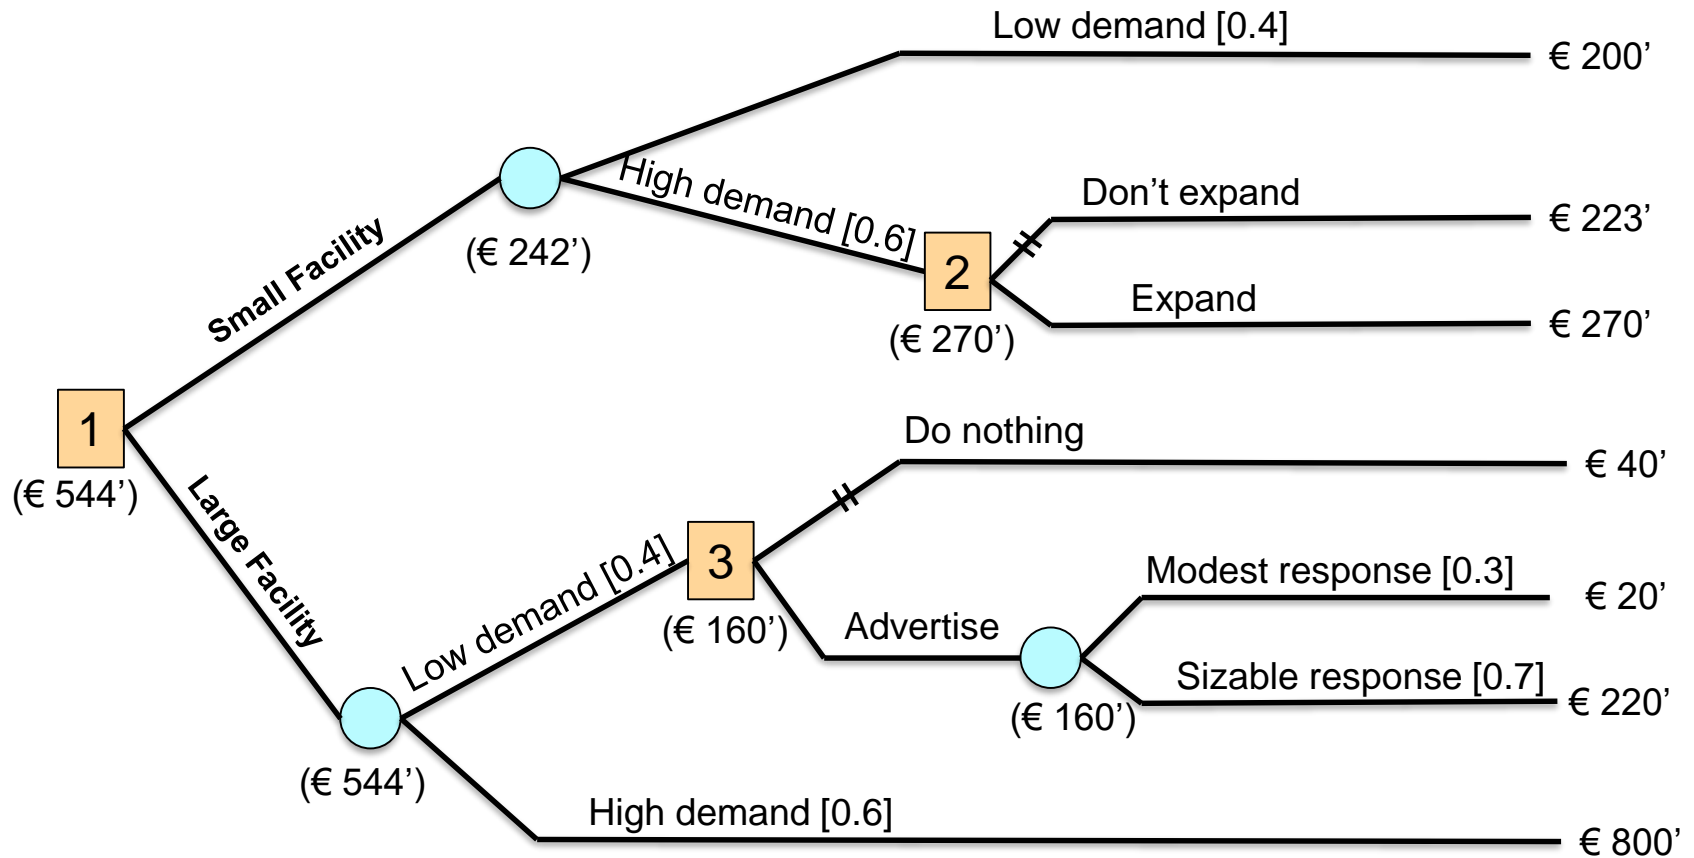 Low demand [0.4]
€ 200’
High demand [0.6]
Don’t expand
€ 223’
Small Facility
(€ 242’)
2
Expand
€ 270’
(€ 270’)
1
(€ 544’)
Do nothing
€ 40’
Large Facility
Low demand [0.4]
3
(€ 160’)
Modest response [0.3]
€ 20’
Advertise
Sizable response [0.7]
€ 220’
(€ 160’)
(€ 544’)
High demand [0.6]
€ 800’